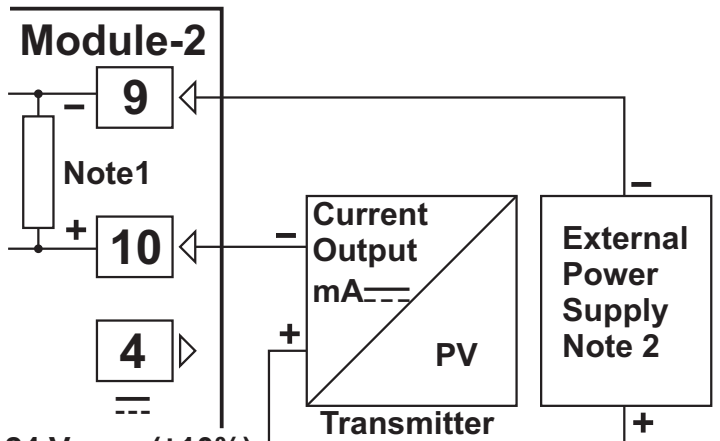 Module-2
9
Note1
10
4
Current
Output
mA
PV
Transmitter
External
Power
Supply
Note 2